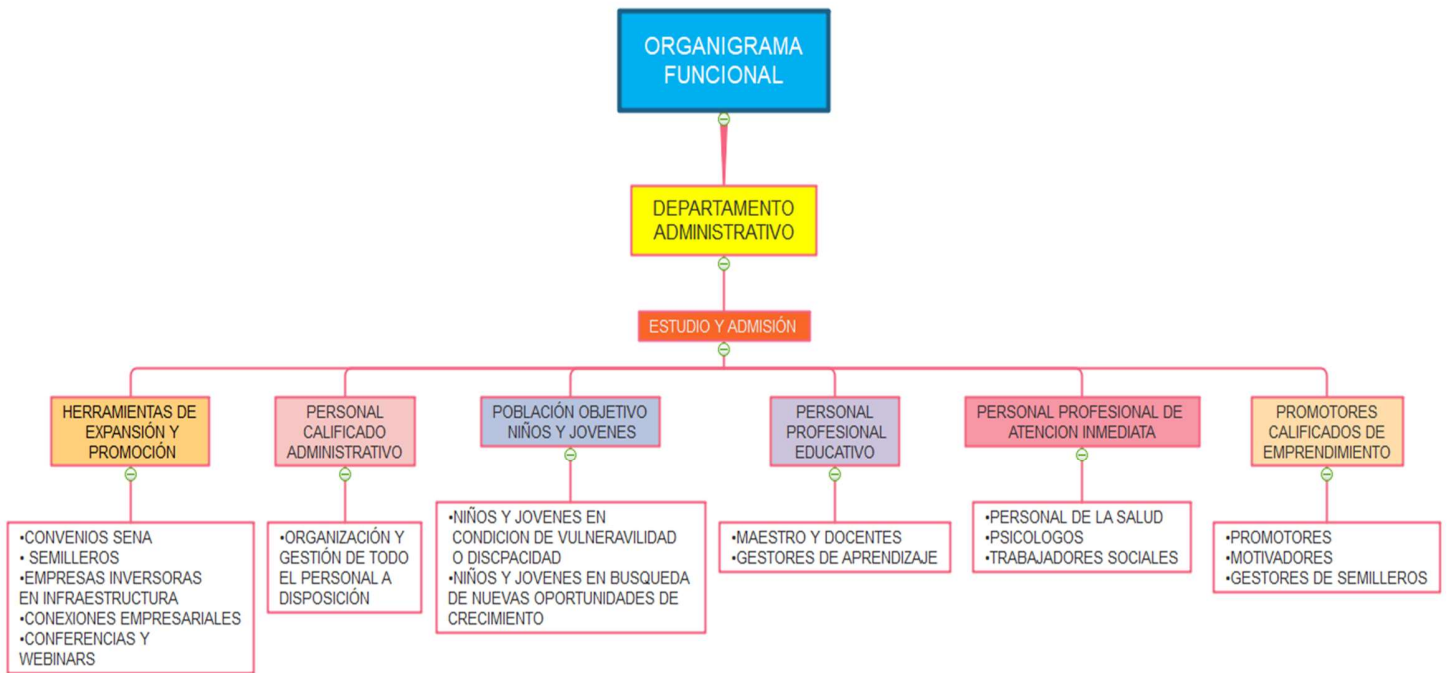 ORGANIGRAMA
FUNCIONAL
DEPARTAMENTO
ADMINISTRATIVO
ESTUDIO Y ADMISIÓN
HERRAMIENTAS DE
EXPANSIÓN Y
PROMOCIÓN
PERSONAL
CALIFICADO
ADMINISTRATIVO
POBLACIÓN OBJETIVO
NIÑOS Y JOVENES
PERSONAL
PROFESIONAL
EDUCATIVO
PERSONAL PROFESIONAL DE
ATENCION INMEDIATA
PROMOTORES
CALIFICADOS DE
EMPRENDIMIENTO
•CONVENIOS SENA
• SEMILLEROS
•EMPRESAS INVERSORAS
EN INFRAESTRUCTURA
•CONEXIONES EMPRESARIALES
•CONFERENCIAS Y
WEBINARS
•ORGANIZACIÓN Y
GESTIÓN DE TODO
EL PERSONAL A
DISPOSICIÓN
•NIÑOS Y JOVENES EN
CONDICION DE VULNERAVILIDAD
O DISCPACIDAD
•NIÑOS Y JOVENES EN BUSQUEDA
DE NUEVAS OPORTUNIDADES DE
CRECIMIENTO
•MAESTRO Y DOCENTES
•GESTORES DE APRENDIZAJE
•PERSONAL DE LA SALUD
•PSICOLOGOS
•TRABAJADORES SOCIALES
•PROMOTORES
•MOTIVADORES
•GESTORES DE SEMILLEROS